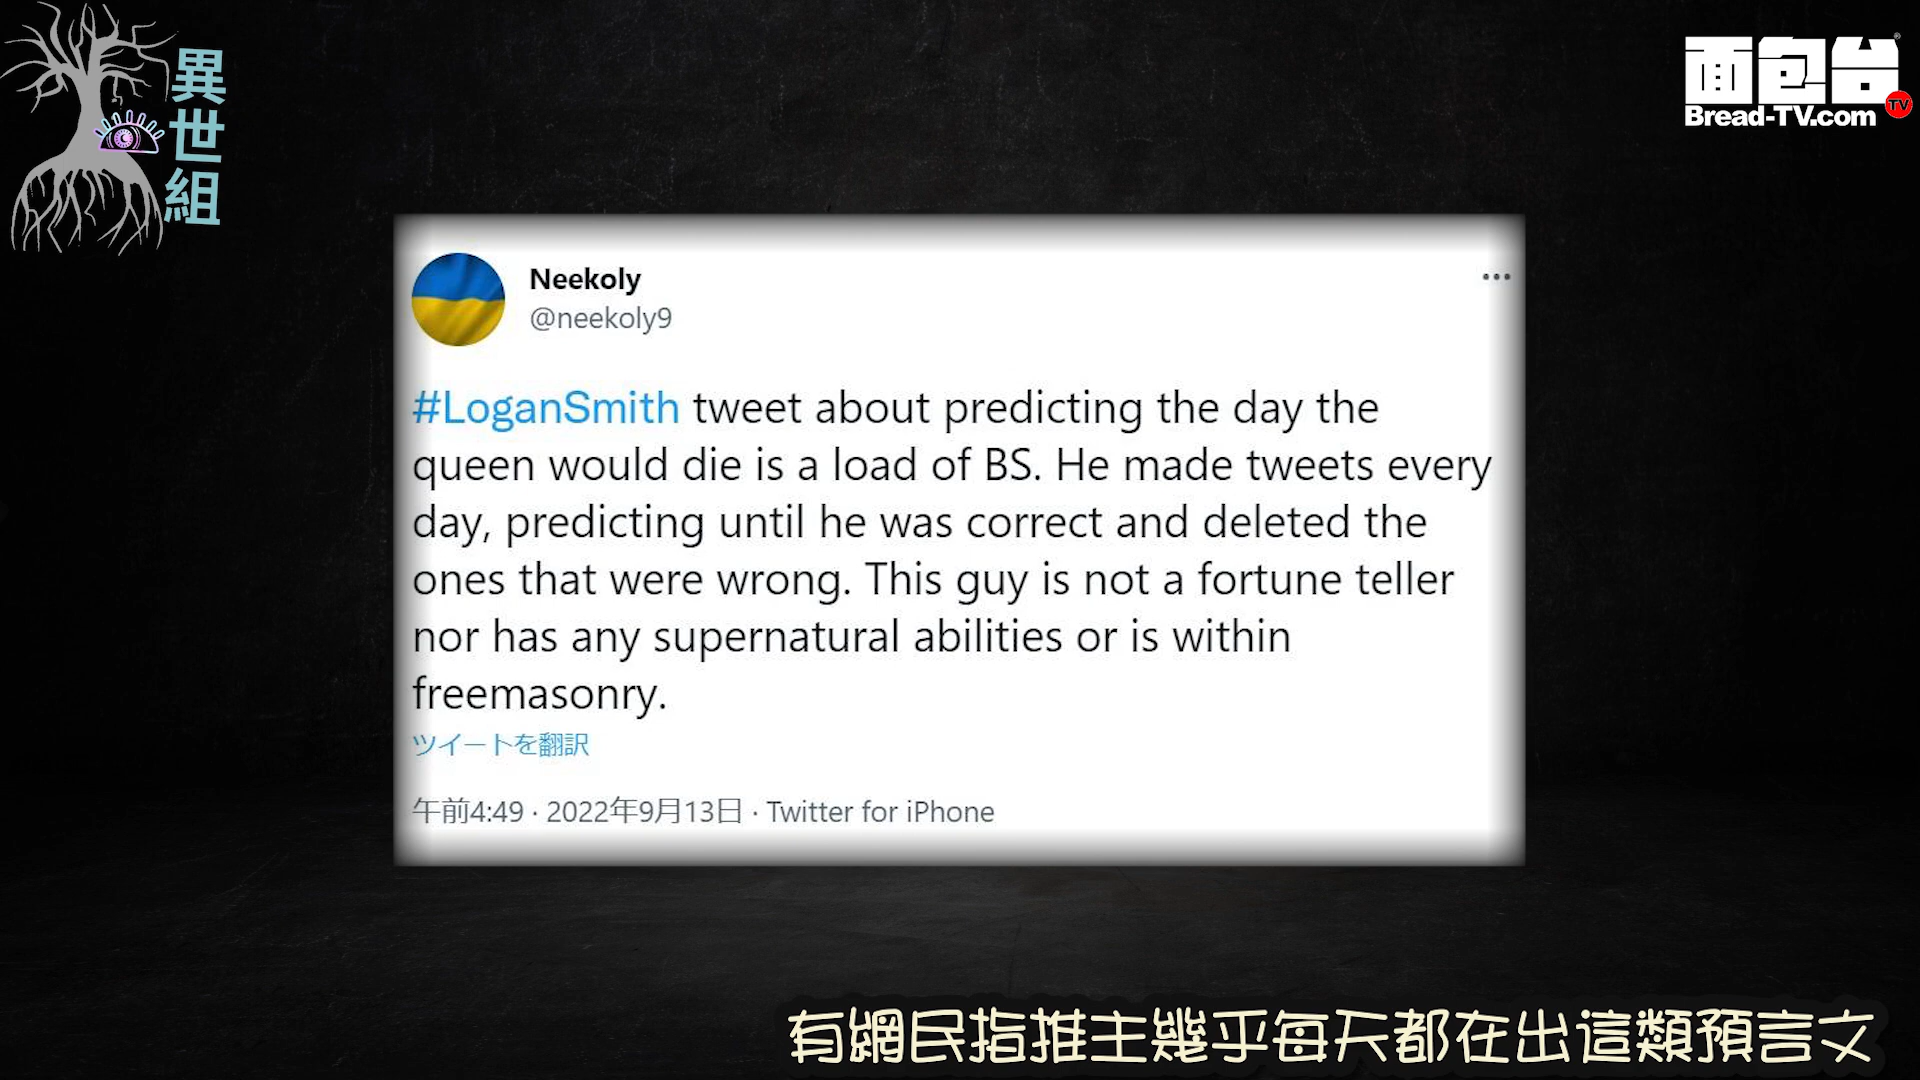 異世組
面包台
Bread-TV.com
TV
Neekoly
@neekoly9
#LoganSmith tweet about predicting the day the
queen would die is a load of BS. He made tweets every
day, predicting until he was correct and deleted the
ones that were wrong. This guy is not a fortune teller
nor has any supernatural abilities or is within
freemasonry.
ツイートを翻訳
午前4:49 · 2022年9月13日 · Twitter for iPhone
有網民指推主幾乎每天都在出這類預言文